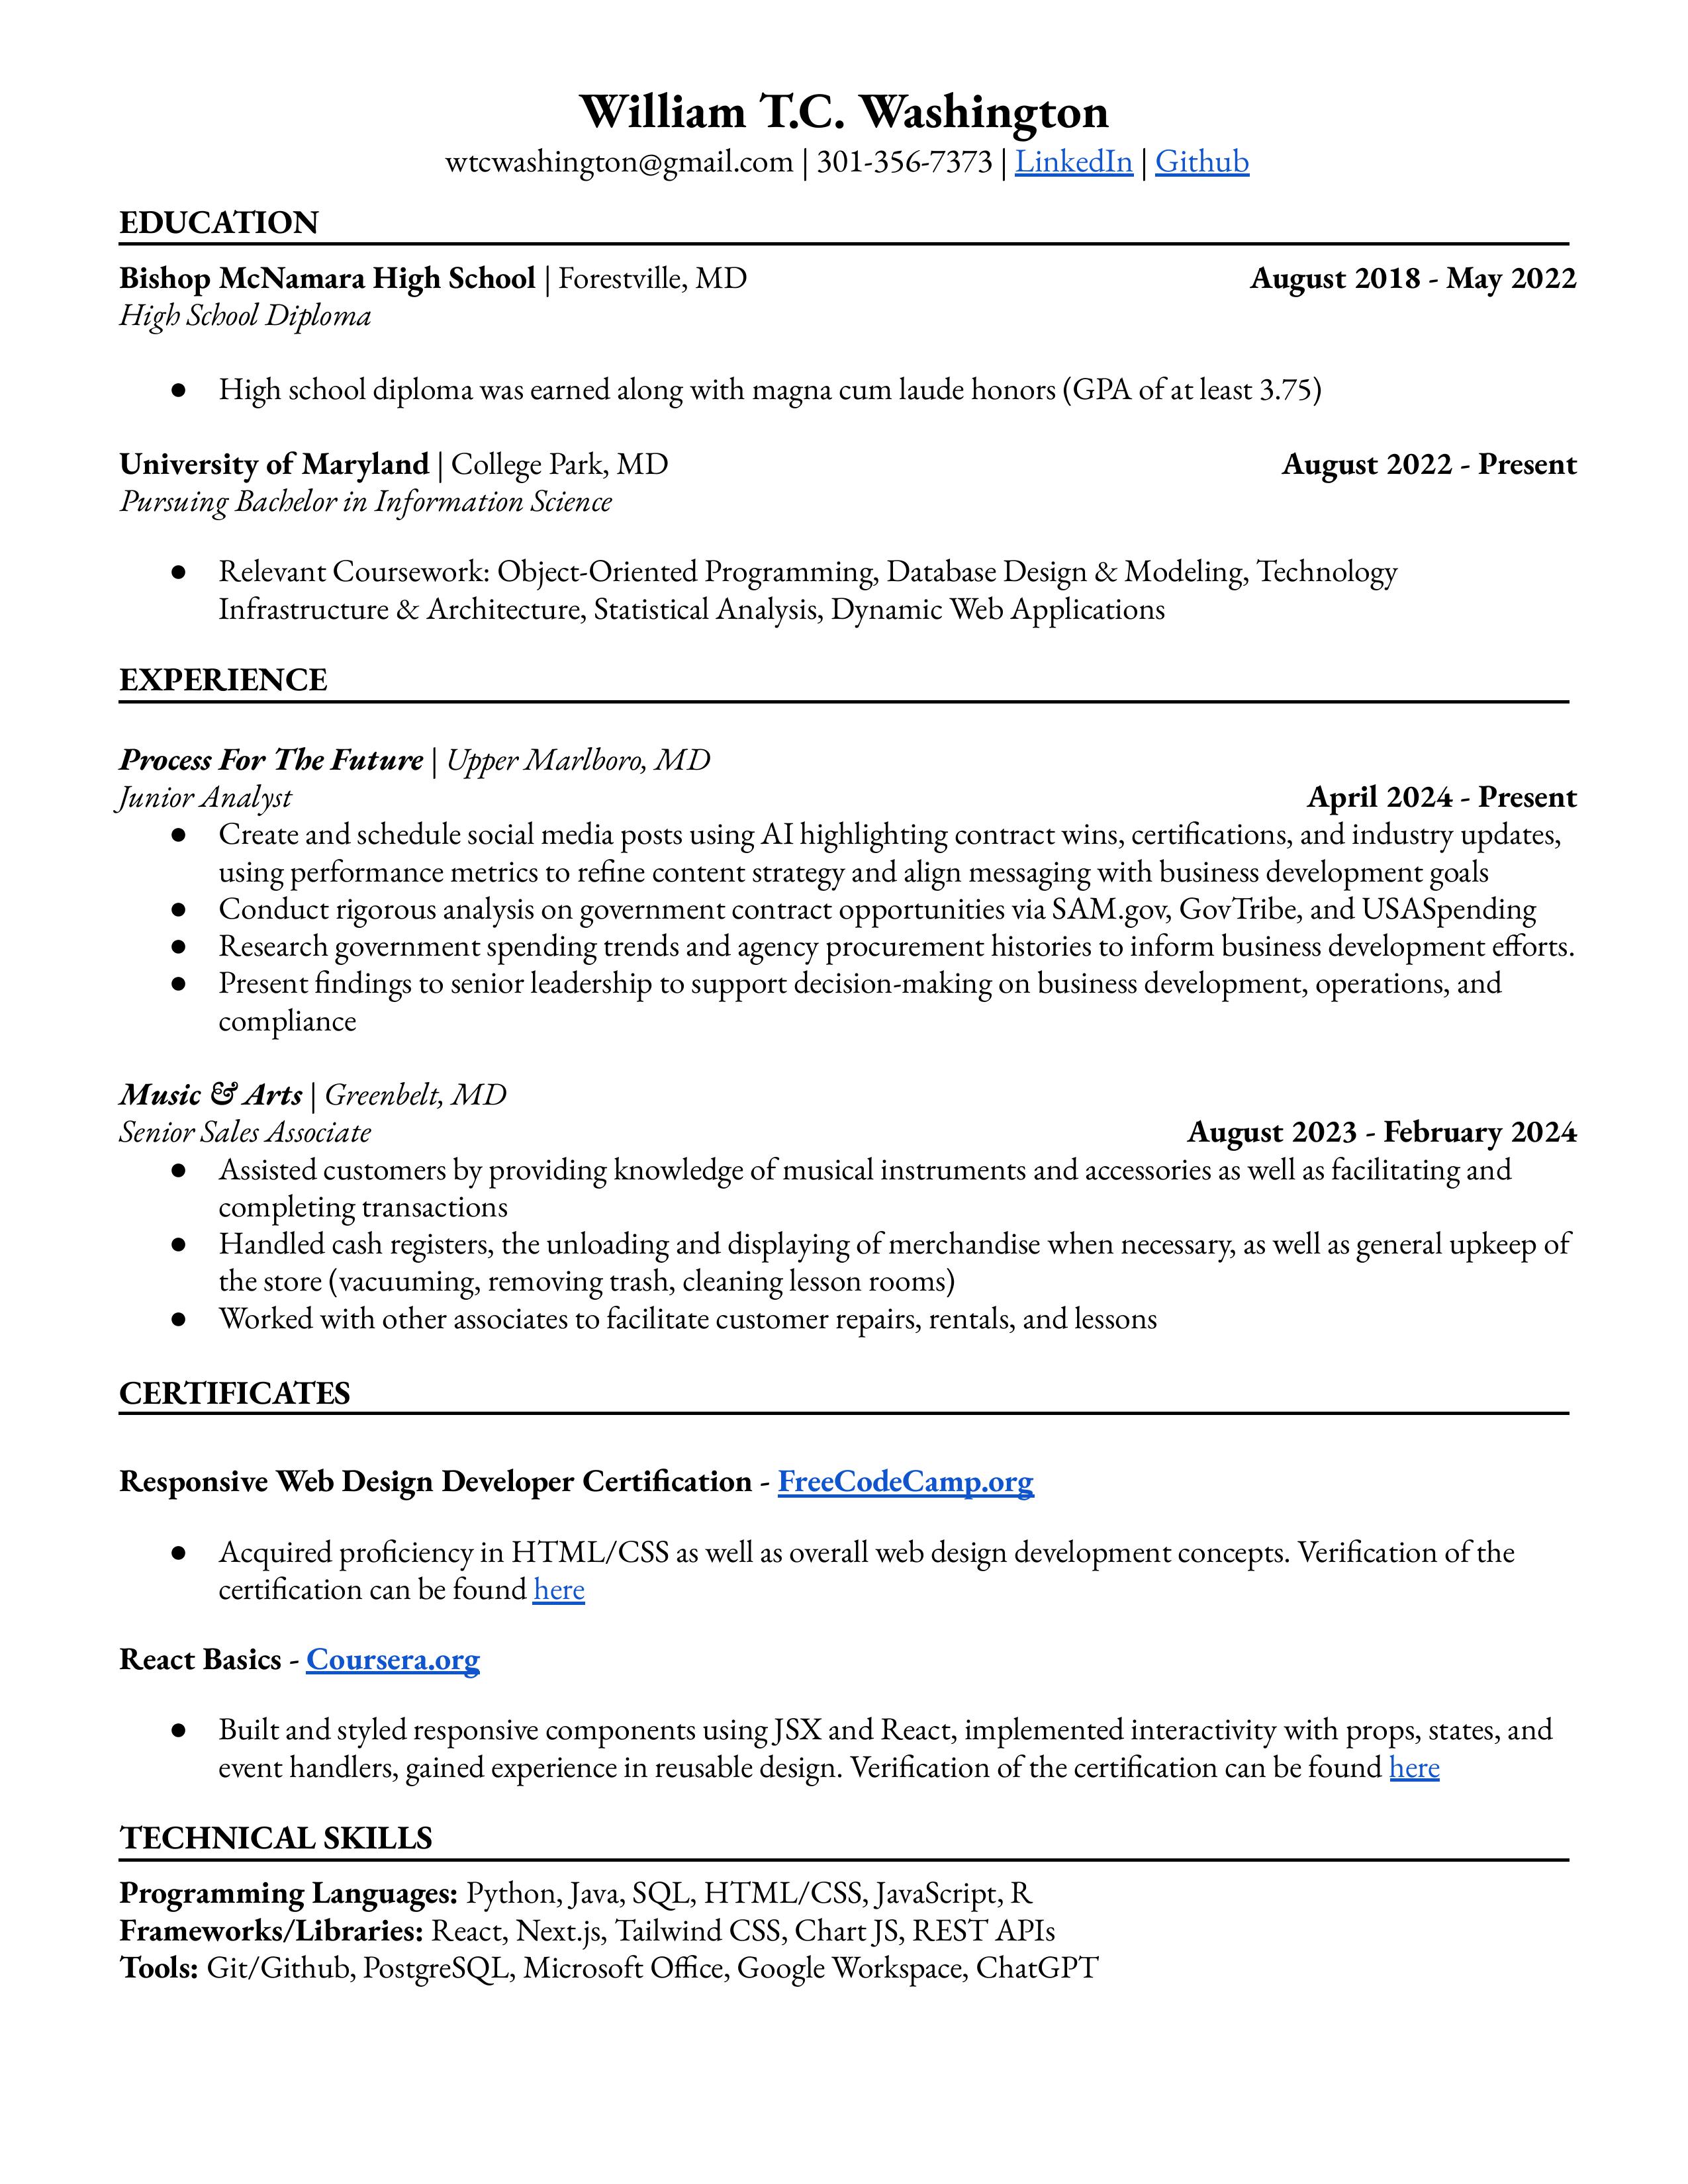 William T.C. Washington
wtcwashington@gmail.com | 301-356-7373 | LinkedIn | Github
EDUCATION
Bishop McNamara High School | Forestville, MD August 2018 - May 2022
High School Diploma
● High school diploma was earned along with magna cum laude honors (GPA of at least 3.75)
University of Maryland | College Park, MD August 2022 - Present
Pursuing Bachelor in Information Science
● Relevant Coursework: Object-Oriented Programming, Database Design & Modeling, Technology
Infrastructure & Architecture, Statistical Analysis, Dynamic Web Applications
EXPERIENCE
Process For The Future | Upper Marlboro, MD
Junior Analyst April 2024 - Present
● Create and schedule social media posts using AI highlighting contract wins, certifications, and industry updates,
using performance metrics to refine content strategy and align messaging with business development goals
● Conduct rigorous analysis on government contract opportunities via SAM.gov, GovTribe, and USASpending
● Research government spending trends and agency procurement histories to inform business development efforts.
● Present findings to senior leadership to support decision-making on business development, operations, and
compliance
Music & Arts | Greenbelt, MD
Senior Sales Associate August 2023 - February 2024
● Assisted customers by providing knowledge of musical instruments and accessories as well as facilitating and
completing transactions
● Handled cash registers, the unloading and displaying of merchandise when necessary, as well as general upkeep of
the store (vacuuming, removing trash, cleaning lesson rooms)
● Worked with other associates to facilitate customer repairs, rentals, and lessons
CERTIFICATES
Responsive Web Design Developer Certification - FreeCodeCamp.org
● Acquired proficiency in HTML/CSS as well as overall web design development concepts. Verification of the
certification can be found here
React Basics - Coursera.org
● Built and styled responsive components using JSX and React, implemented interactivity with props, states, and
event handlers, gained experience in reusable design. Verification of the certification can be found here
TECHNICAL SKILLS
Programming Languages: Python, Java, SQL, HTML/CSS, JavaScript, R
Frameworks/Libraries: React, Next.js, Tailwind CSS, Chart JS, REST APIs
Tools: Git/Github, PostgreSQL, Microsoft Office, Google Workspace, ChatGPT